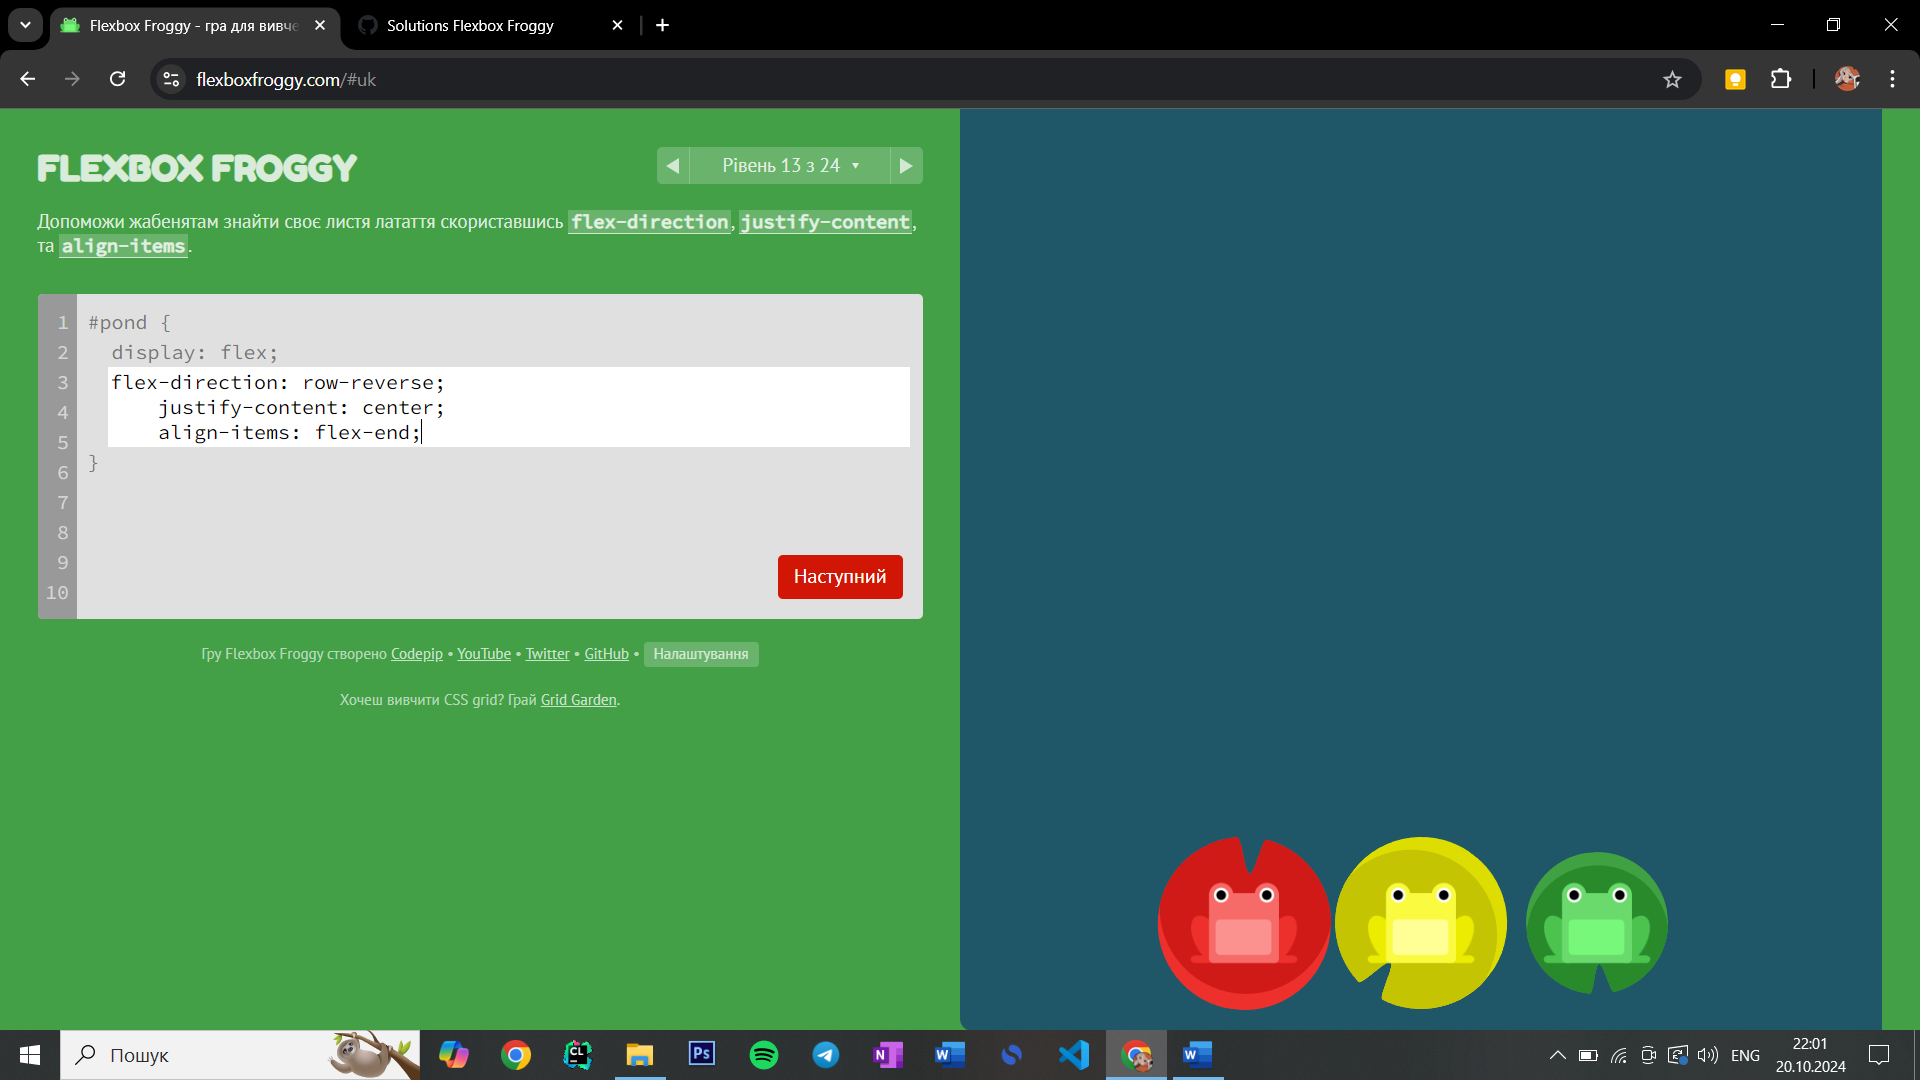 Flexbox Froggy - гра для вивче
Solutions Flexbox Froggy
flexboxfroggy.com/#uk
FLEXBOX FROGGY
Рівень 13 з 24
Допоможи жабенятам знайти своє листя латаття скориставшись flex-direction, justify-content,
та align-items.
1 #pond {
2 display: flex;
3 flex-direction: row-reverse;
4 justify-content: center;
5 align-items: flex-end;
6 }
7
8
9
10
Наступний
Гру Flexbox Froggy створено Codepip • YouTube • Twitter • GitHub • Налаштування
Хочеш вивчити CSS grid? Грай Grid Garden.
Пошук
CL
Ps
N
W
W
ENG
22:01
20.10.2024